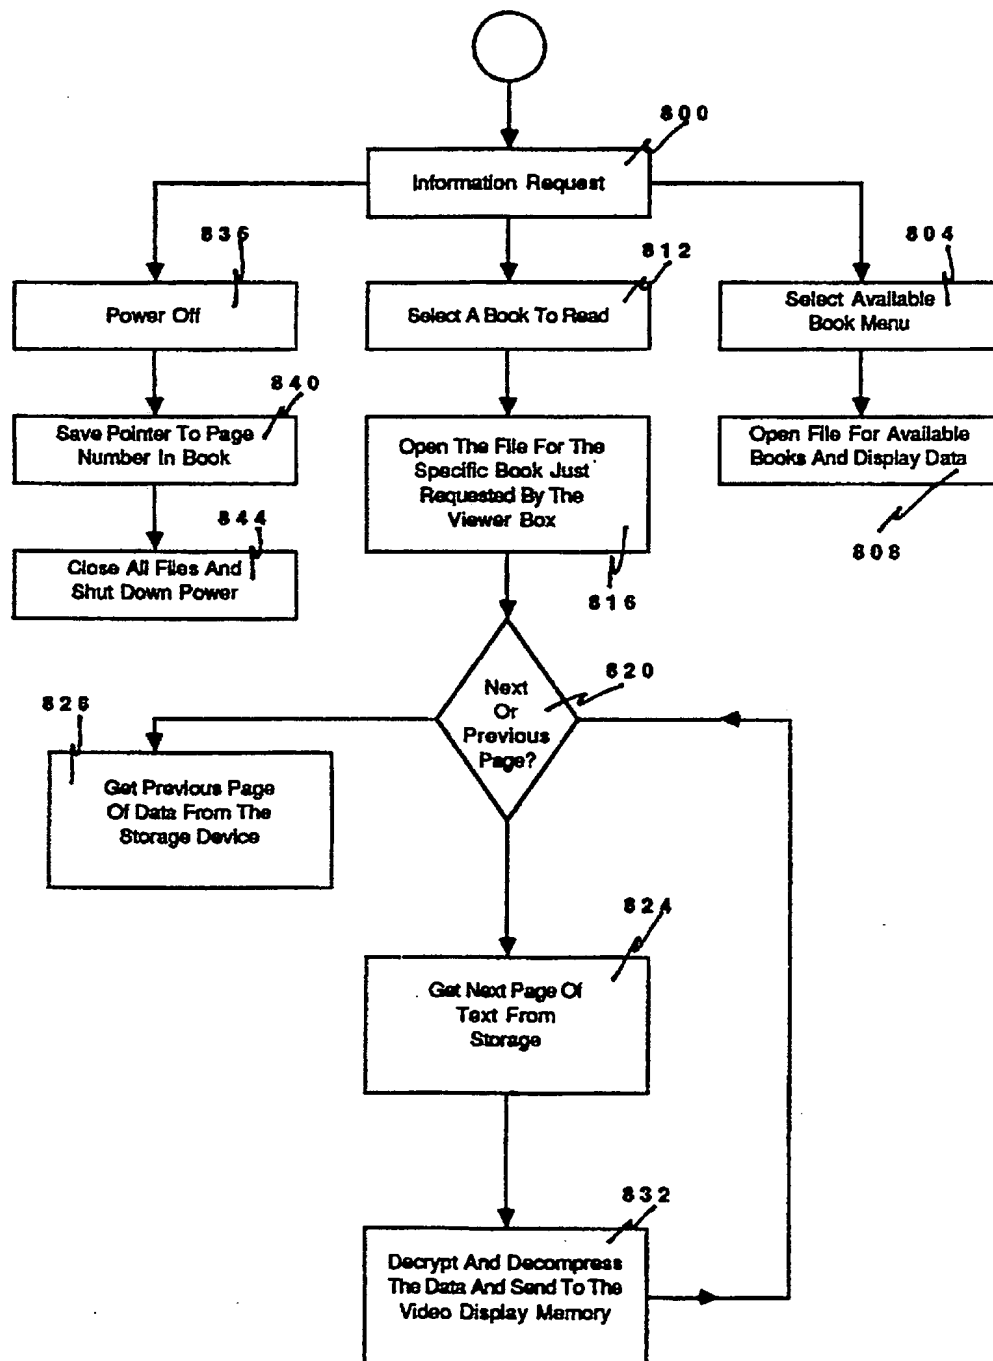 800
Information Request
836
812
804
Power Off
Select A Book To Read
Select Available
Book Menu
840
Save Pointer To Page
Number In Book
Open The File For The
Specific Book Just
Requested By The
Viewer Box
Open File For Available
Books And Display Data
844
808
Close All Files And
Shut Down Power
816
820
Next
Or
Previous
Page?
828
Get Previous Page
Of Data From The
Storage Device
824
Get Next Page Of
Text From
Storage
832
Decrypt And Decompress
The Data And Send To The
Video Display Memory